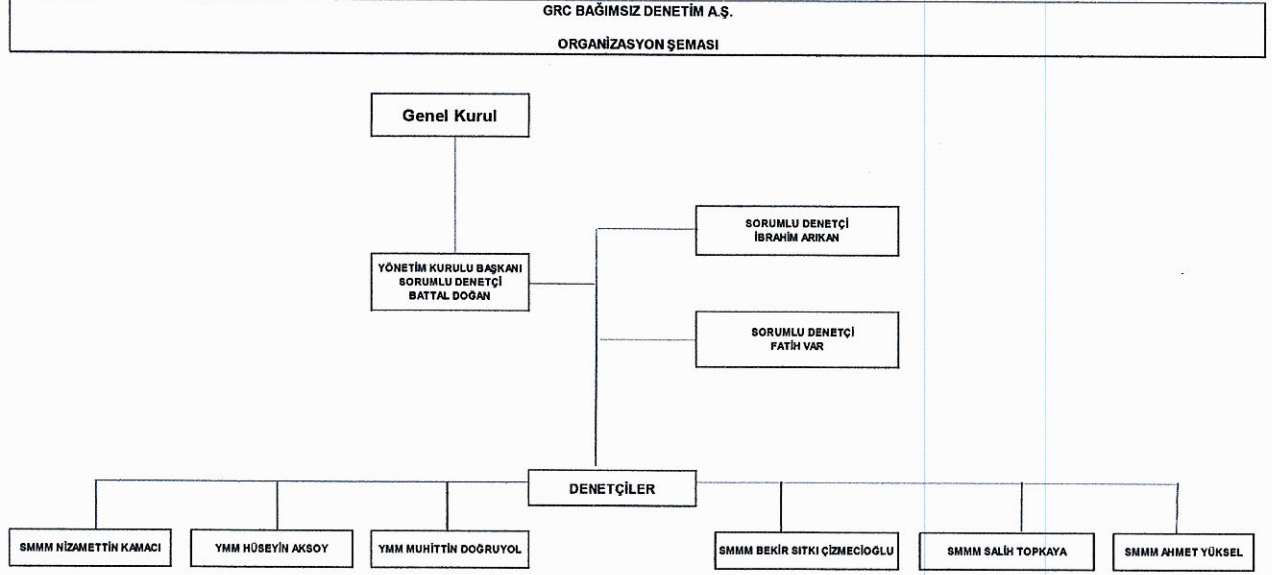 GRC BAĞIMSIZ DENETİM A.Ş.
ORGANİZASYON ŞEMASI
Genel Kurul
SORUMLU DENETÇİ
İBRAHİM ARIKAN
YÖNETİM KURULU BAŞKANI
SORUMLU DENETÇİ
BATTAL DOĞAN
SORUMLU DENETÇİ
FATİH VAR
DENETÇİLER
SMMM NİZAMETTİN KAMACI
YMM HÜSEYİN AKSOY
YMM MUHİTTİN DOĞRUYOL
SMMM BEKİR SITKI ÇİZMECİOĞLU
SMMM SALİH TOPKAYA
SMMM AHMET YÜKSEL